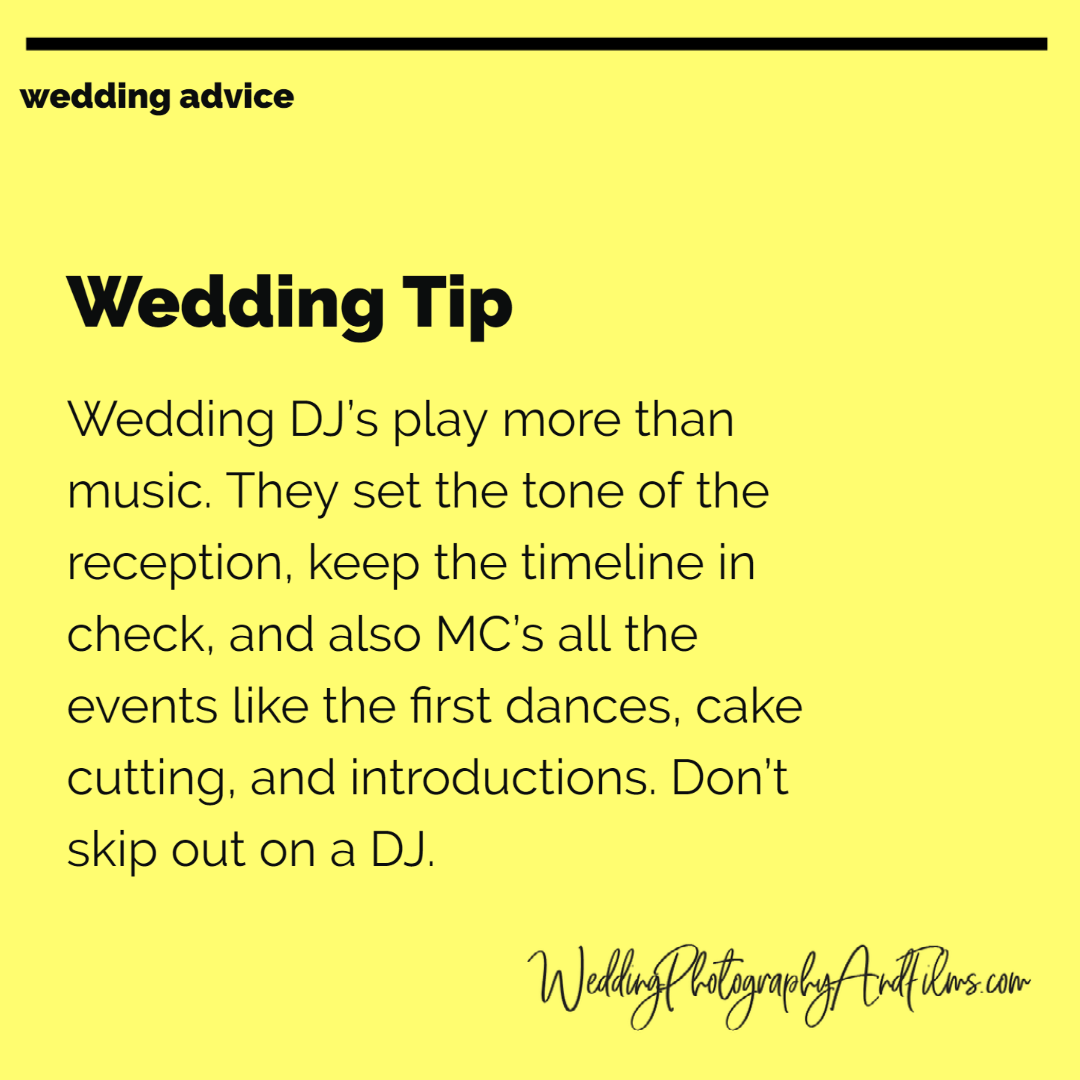 wedding advice
Wedding Tip
Wedding DJ’s play more than
music. They set the tone of the
reception, keep the timeline in
check, and also MC’s all the
events like the first dances, cake
cutting, and introductions. Don’t
skip out on a DJ.
WeddingPhotographyAndFilms.com